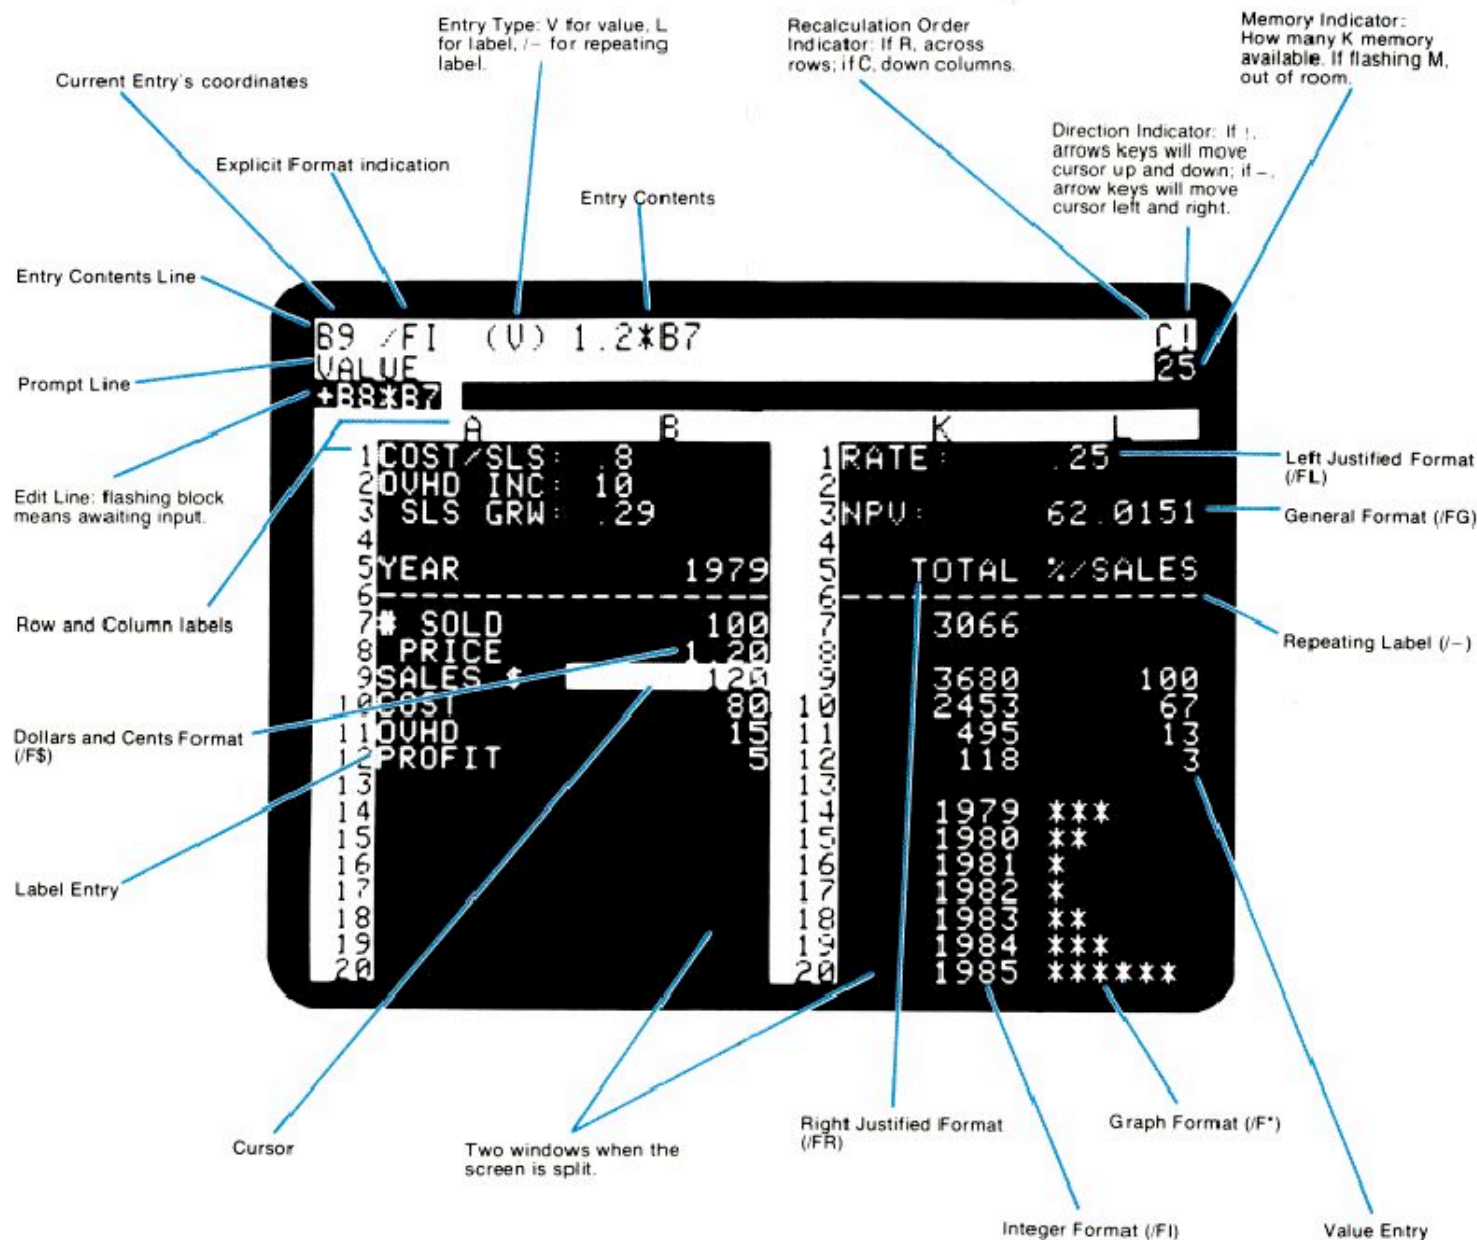 Entry Type: V for value, L
for label, /– for repeating
label.
Recalculation Order
Indicator: If R, across
rows; if C, down columns.
Memory Indicator:
How many K memory
available. If flashing M,
out of room.
Current Entry's coordinates
Explicit Format indication
Entry Contents
Direction Indicator: If !,
arrows keys will move
cursor up and down; if –,
arrow keys will move
cursor left and right.
Entry Contents Line
Prompt Line
Edit Line: flashing block
means awaiting input.
Row and Column labels
Dollars and Cents Format
(/F$)
Label Entry
B9 /FI (V) 1.2*B7 C!
VALUE 25
+B8*B7
A B K L
1 COST/SLS: .8 1 RATE: .25
2 OVHD INC: 10 2
3 SLS GRW: .29 3 NPV: 62.0151
4 4
5 YEAR 1979 5 TOTAL %/SALES
6 ---------------- 6 ------------------
7 # SOLD 100 7 3066
8 PRICE 1.20 8
9 SALES $ 120 9 3680 100
10 COST 80 10 2453 67
11 OVHD 15 11 495 13
12 PROFIT 5 12 118 3
13 13
14 14 1979 ***
15 15 1980 **
16 16 1981 *
17 17 1982 *
18 18 1983 **
19 19 1984 ***
20 20 1985 ******
Left Justified Format
(/FL)
General Format (/FG)
Repeating Label (/–)
Cursor
Two windows when the
screen is split.
Right Justified Format
(/FR)
Graph Format (/F*)
Integer Format (/FI)
Value Entry